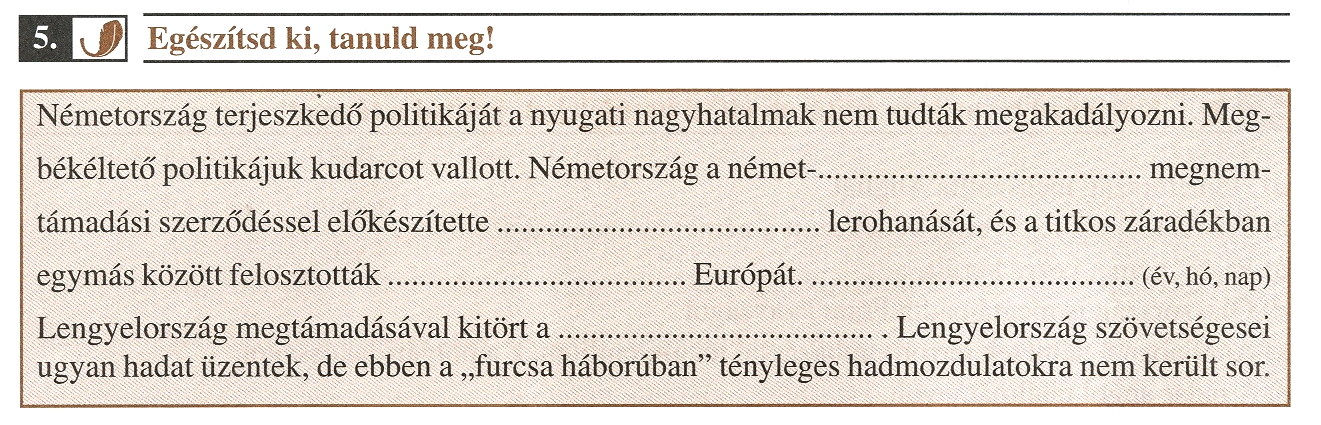 5. Egészítsd ki, tanuld meg!
Németország terjeszkedő politikáját a nyugati nagyhatalmak nem tudták megakadályozni. Meg-
békéltető politikájuk kudarcot vallott. Németország a német-........................................ megnem-
támadási szerződéssel előkészítette ........................................ lerohanását, és a titkos záradékban
egymás között felosztották ..................................... Európát. ........................................ (év, hó, nap)
Lengyelország megtámadásával kitört a ....................................... . Lengyelország szövetségesei
ugyan hadat üzentek, de ebben a „furcsa háborúban” tényleges hadmozdulatokra nem került sor.